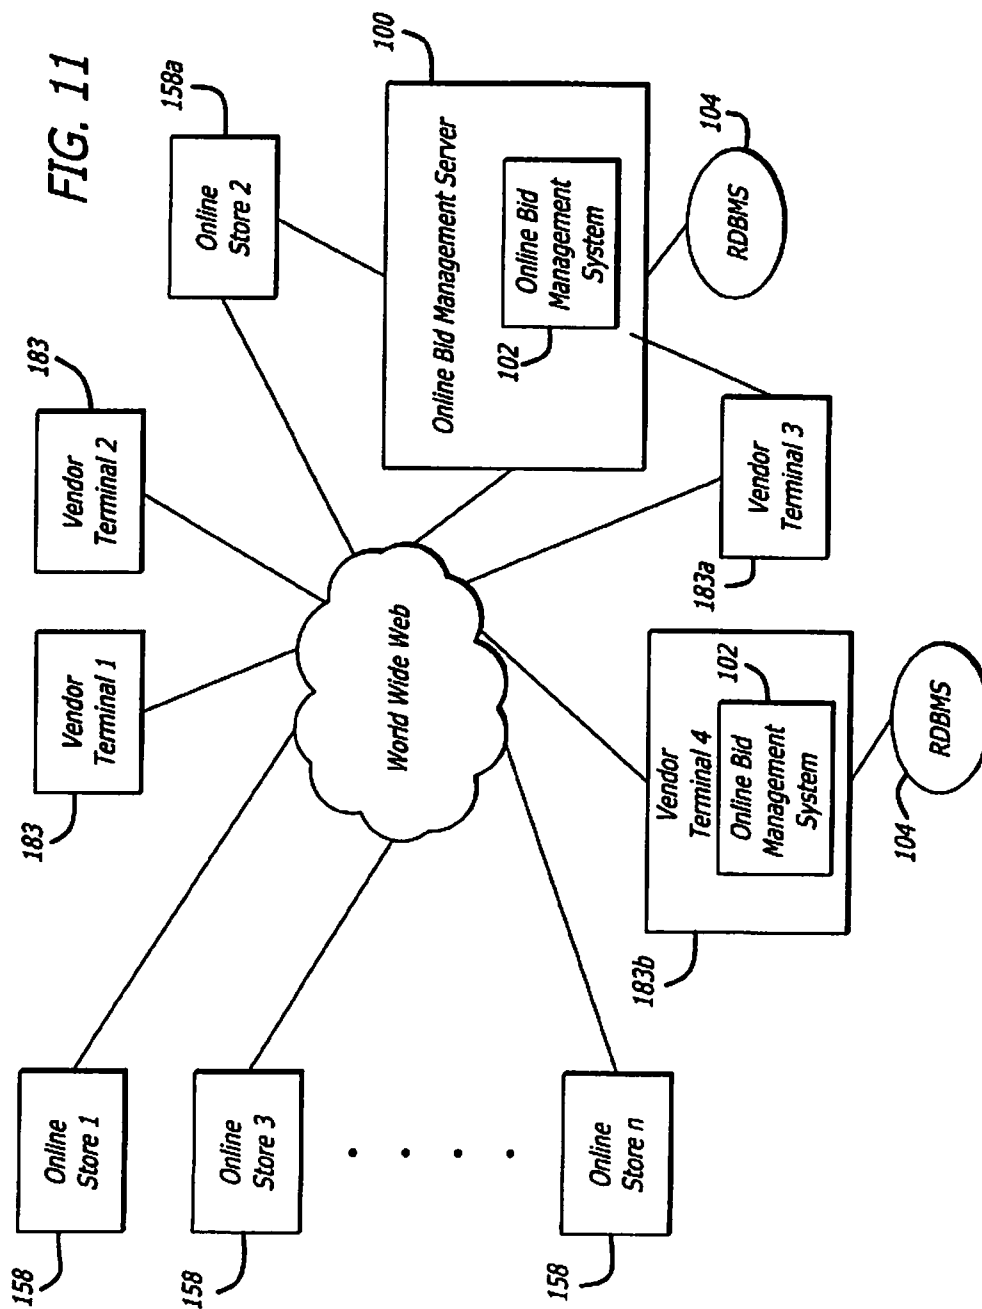 FIG. 11
Online
Store 1
158
Online
Store 3
158
Online
Store n
158
Vendor
Terminal 1
183
Vendor
Terminal 2
183
Online
Store 2
158a
World Wide Web
Online Bid Management Server
100
Online Bid
Management
System
102
RDBMS
104
Vendor
Terminal 3
183a
Vendor
Terminal 4
183b
Online Bid
Management
System
102
RDBMS
104